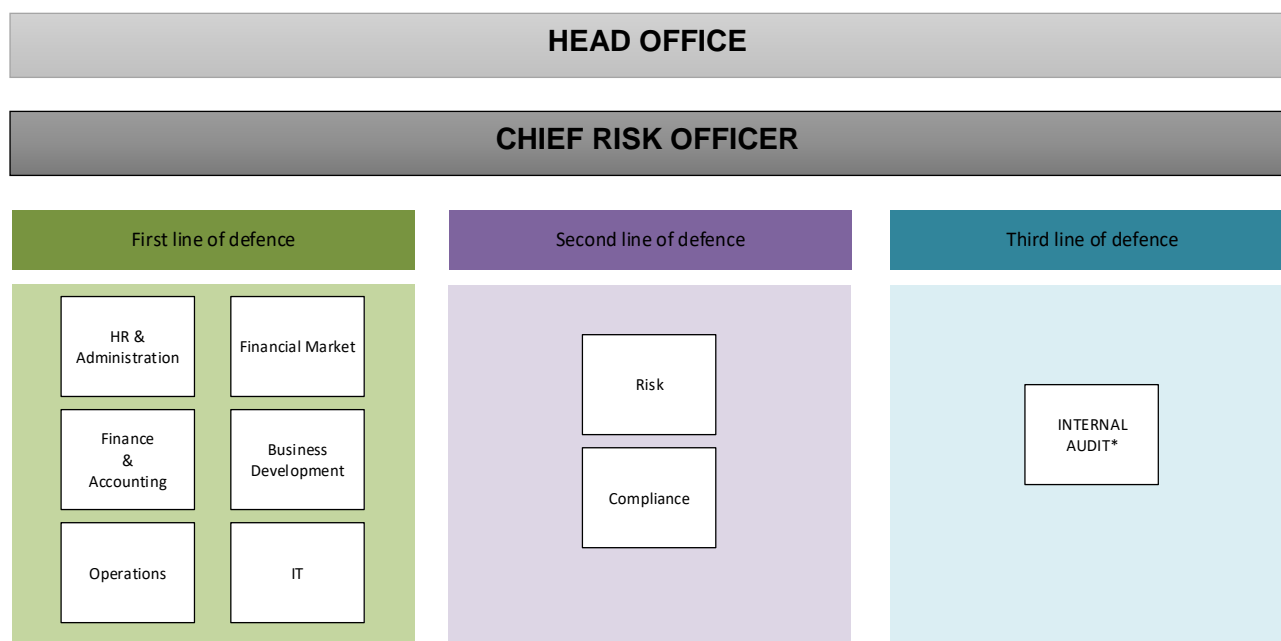 HEAD OFFICE
CHIEF RISK OFFICER
First line of defence
Second line of defence
Third line of defence
HR &
Administration
Financial Market
Finance
&
Accounting
Business
Development
Operations
IT
Risk
Compliance
INTERNAL
AUDIT*